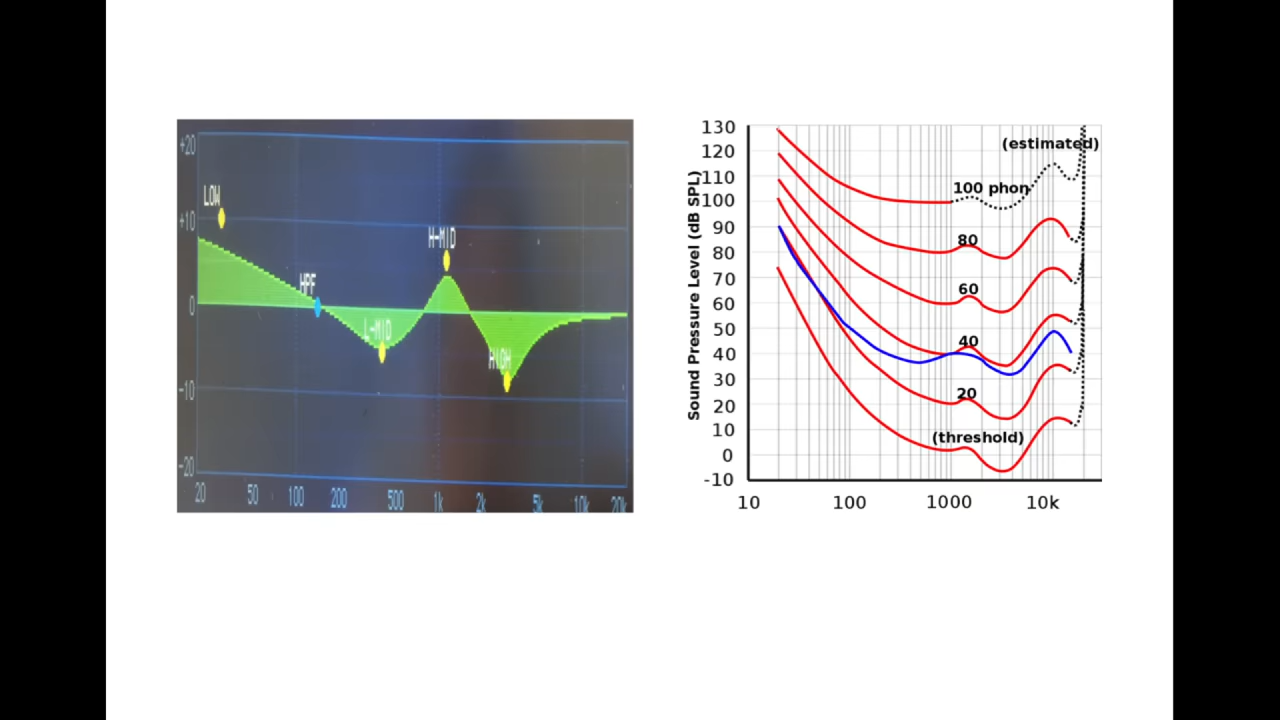 +20
LOW
+10
H-MID
HPF
0
L-MID
HIGH
-10
-20
20 50 100 200 500 1k 2k 5k 10k 20k
Sound Pressure Level (dB SPL)
130
120
110
100
90
80
70
60
50
40
30
20
10
0
-10
(estimated)
100 phon
80
60
40
20
(threshold)
10 100 1000 10k